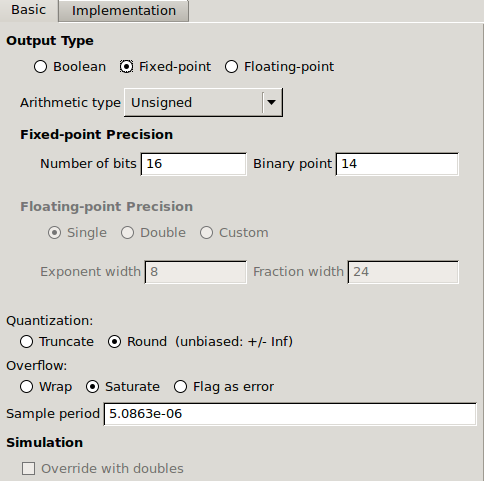 Basic Implementation
Output Type
Boolean Fixed-point Floating-point
Arithmetic type Unsigned
Fixed-point Precision
Number of bits 16 Binary point 14
Floating-point Precision
Single Double Custom
Exponent width 8 Fraction width 24
Quantization:
Truncate Round (unbiased: +/- Inf)
Overflow:
Wrap Saturate Flag as error
Sample period 5.0863e-06
Simulation
Override with doubles